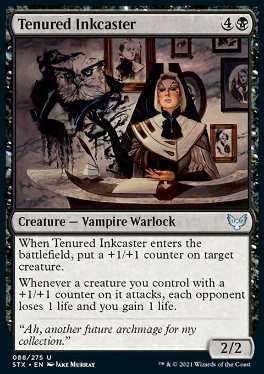 Tenured Inkcaster 4
Creature — Vampire Warlock
When Tenured Inkcaster enters the
battlefield, put a +1/+1 counter on target
creature.
Whenever a creature you control with a
+1/+1 counter on it attacks, each opponent
loses 1 life and you gain 1 life.
"Ah, another future archmage for my
collection."
2/2
088/275 U
STX • EN Jake Murray
™ & © 2021 Wizards of the Coast